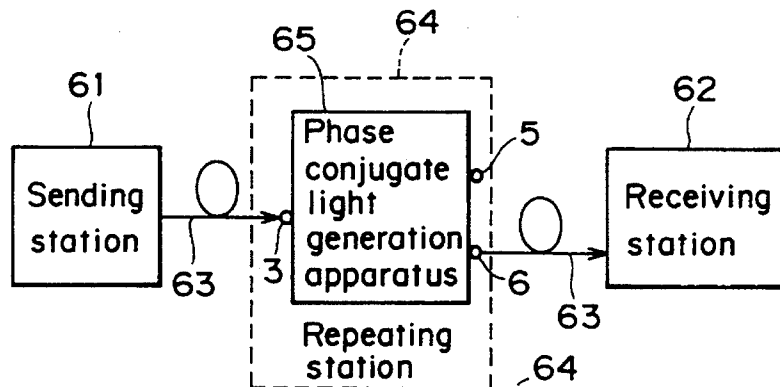 64
65
61
62
Phase
conjugate
light
generation
apparatus
5
Sending
station
Receiving
station
63
3
6
63
Repeating
station
64